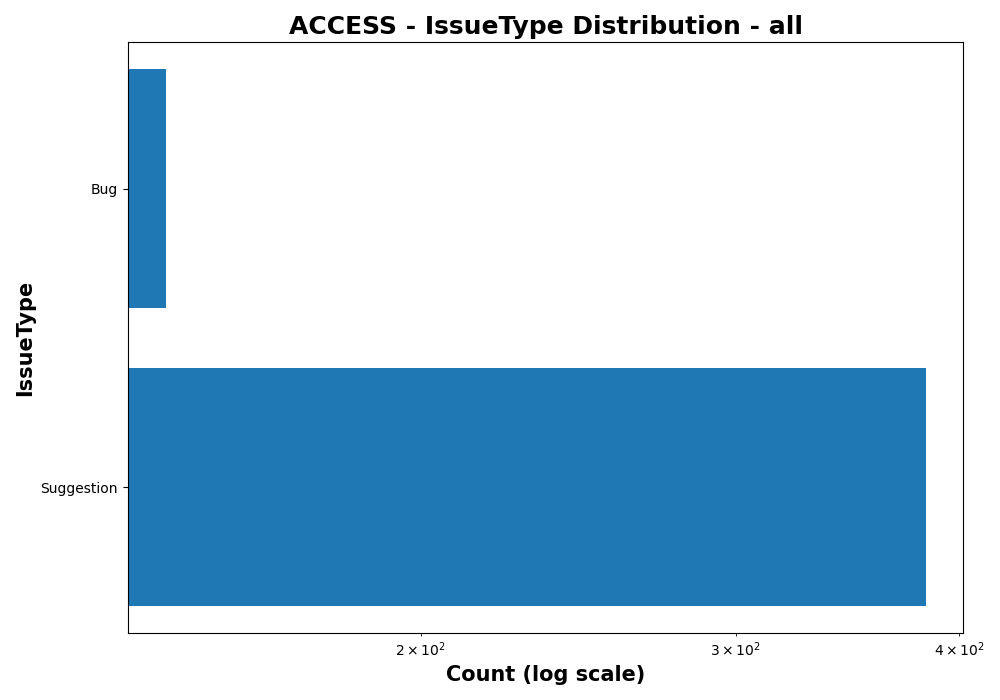 ACCESS - IssueType Distribution - all
Bug
IssueType
Suggestion
2 × 10² 3 × 10² 4 × 10²
Count (log scale)